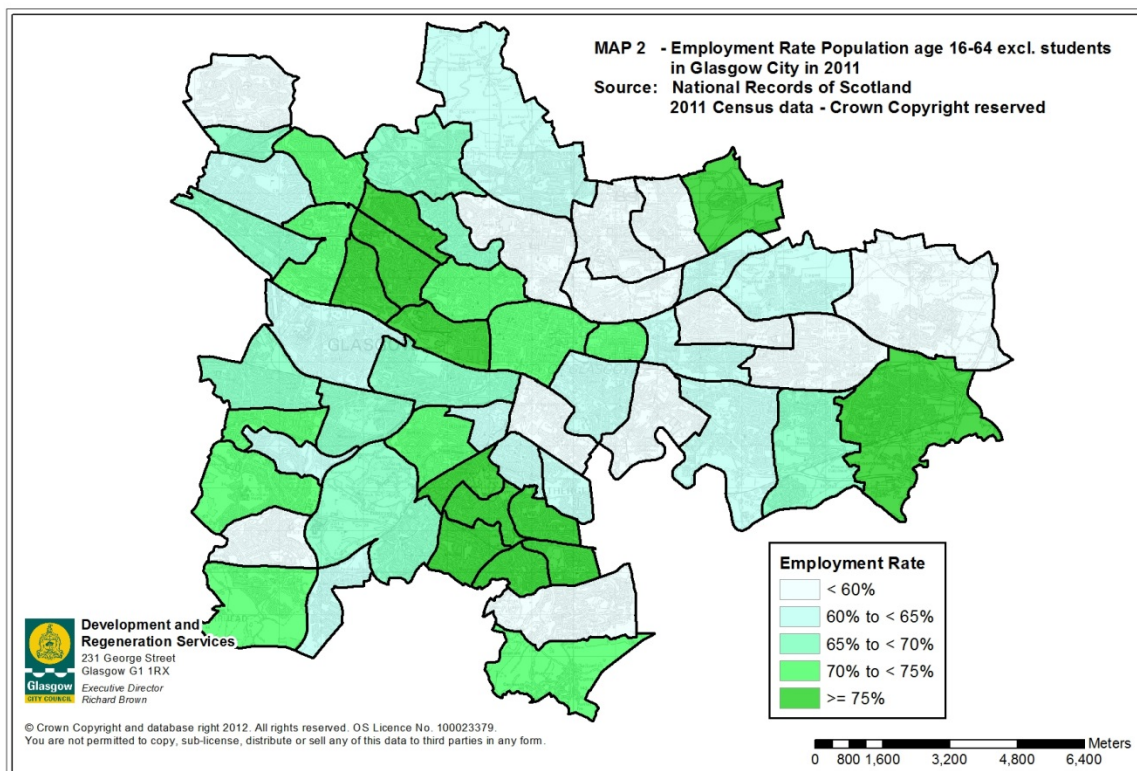 MAP 2 - Employment Rate Population age 16-64 excl. students
in Glasgow City in 2011
Source: National Records of Scotland
2011 Census data - Crown Copyright reserved
GLASGOW
Employment Rate
< 60%
60% to < 65%
65% to < 70%
70% to < 75%
>= 75%
Development and
Regeneration Services
231 George Street
Glasgow G1 1RX
Executive Director
Richard Brown
Glasgow
CITY COUNCIL
© Crown Copyright and database right 2012. All rights reserved. OS Licence No. 100023379.
You are not permitted to copy, sub-license, distribute or sell any of this data to third parties in any form.
Meters
0 800 1,600 3,200 4,800 6,400